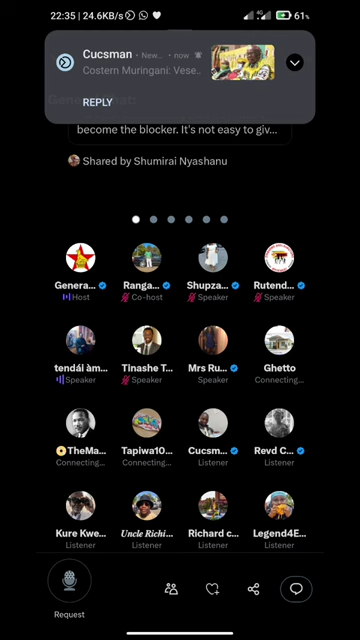 22:35 | 24.6KB/s
4G
61%
Cucsman · New... · now
Costern Muringani: Vese..
REPLY
become the blocker. It's not easy to giv...
Shared by Shumirai Nyashanu
Genera... Ranga... Shupza... Rutend...
Host Co-host Speaker Speaker
tendái àm... Tinashe T... Mrs Ru... Ghetto
Speaker Speaker Speaker Connecting...
TheMa... Tapiwa10... Cucsm... Revd C...
Connecting... Connecting... Listener Listener
Kure Kwe... Uncle Richi... Richard c... Legend4E...
Listener Listener Listener Listener
Request